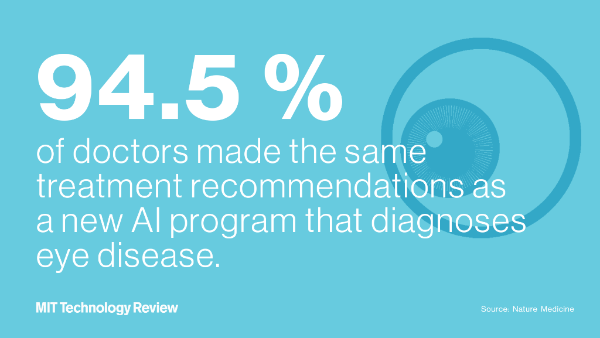 94.5 %
of doctors made the same
treatment recommendations as
a new AI program that diagnoses
eye disease.
MIT Technology Review
Source: Nature Medicine